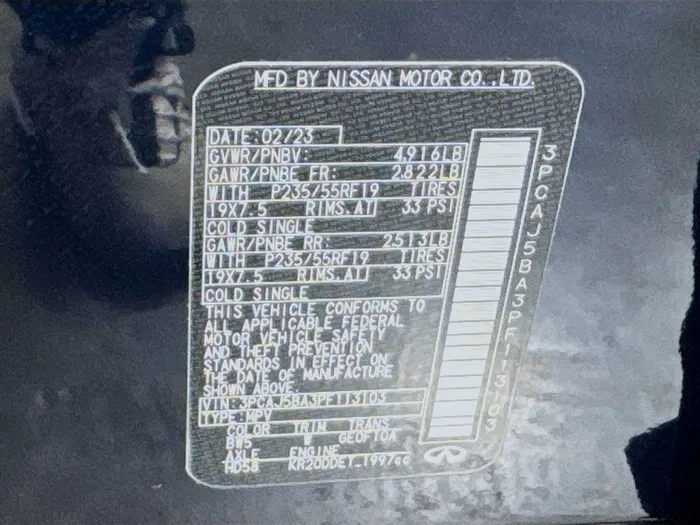 MFD BY NISSAN MOTOR CO.,LTD.
DATE:02/23
GVWR/PNBV: 4,916LB
GAWR/PNBE FR: 2,822LB
WITH P235/55RF19 TIRES
19X7.5 RIMS,AT 33 PSI
COLD SINGLE
GAWR/PNBE RR: 2513LB
WITH P235/55RF19 TIRES
19X7.5 RIMS,AT 33 PSI
COLD SINGLE
THIS VEHICLE CONFORMS TO
ALL APPLICABLE FEDERAL
MOTOR VEHICLE SAFETY
AND THEFT PREVENTION
STANDARDS IN EFFECT ON
THE DATE OF MANUFACTURE
SHOWN ABOVE.
VIN:3PCAJ5BA3PF113103
TYPE:MPV
COLOR TRIM TRANS
BW5 W GE0F10A
AXLE ENGINE
HD58 KR20DDET-1997cc
3PCAJ5BA3PF113103